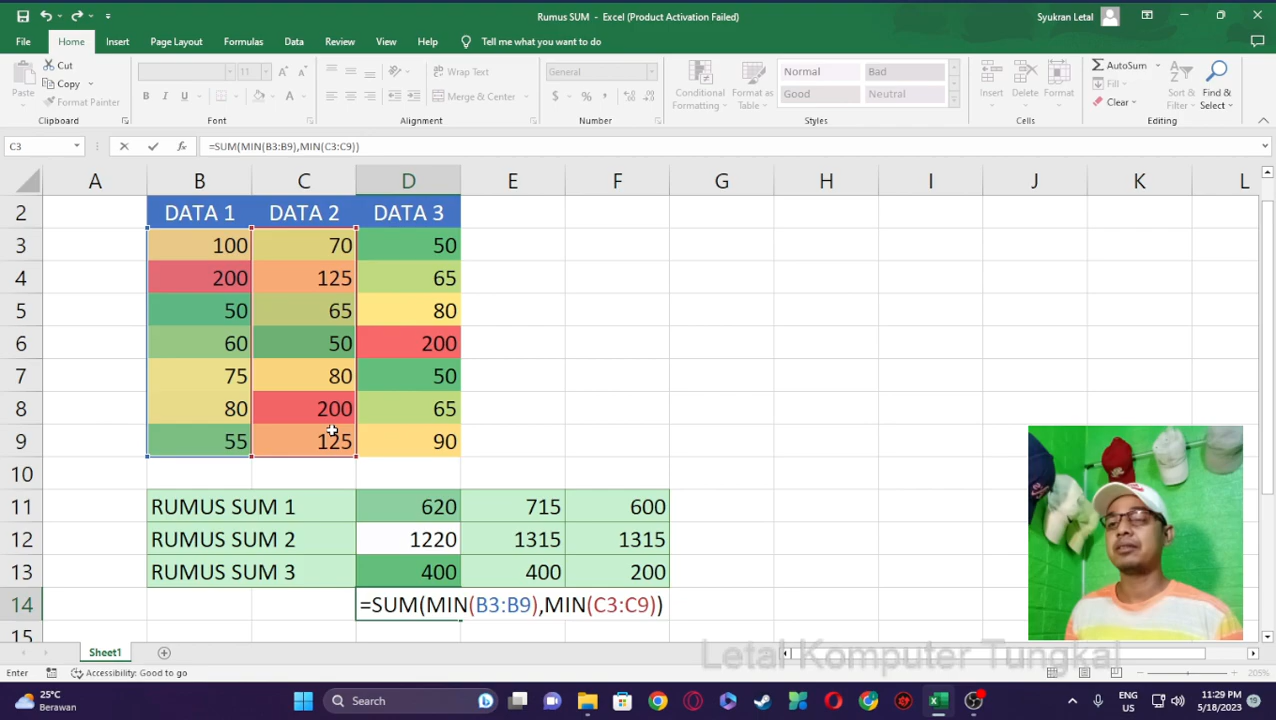 Rumus SUM - Excel (Product Activation Failed)
Syukran Letal
File Home Insert Page Layout Formulas Data Review View Help Tell me what you want to do
Paste
Cut
Copy
Format Painter
Clipboard
11
B I U
Font
Wrap Text
Merge & Center
Alignment
General
$ % ,
Number
Conditional Formatting
Format as Table
Normal Bad
Good Neutral
Styles
Insert Delete Format
Cells
AutoSum
Fill
Clear
Sort & Filter
Find & Select
Editing
C3 fx =SUM(MIN(B3:B9),MIN(C3:C9))
A B C D E F G H I J K L
2 DATA 1 DATA 2 DATA 3
3 100 70 50
4 200 125 65
5 50 65 80
6 60 50 200
7 75 80 50
8 80 200 65
9 55 125 90
10
11 RUMUS SUM 1 620 715 600
12 RUMUS SUM 2 1220 1315 1315
13 RUMUS SUM 3 400 400 200
14 =SUM(MIN(B3:B9),MIN(C3:C9))
15
Sheet1
Letal Komputer Tungkal
Enter Accessibility: Good to go 205%
25°C
Berawan
Search
ENG
US
11:29 PM
5/18/2023
19